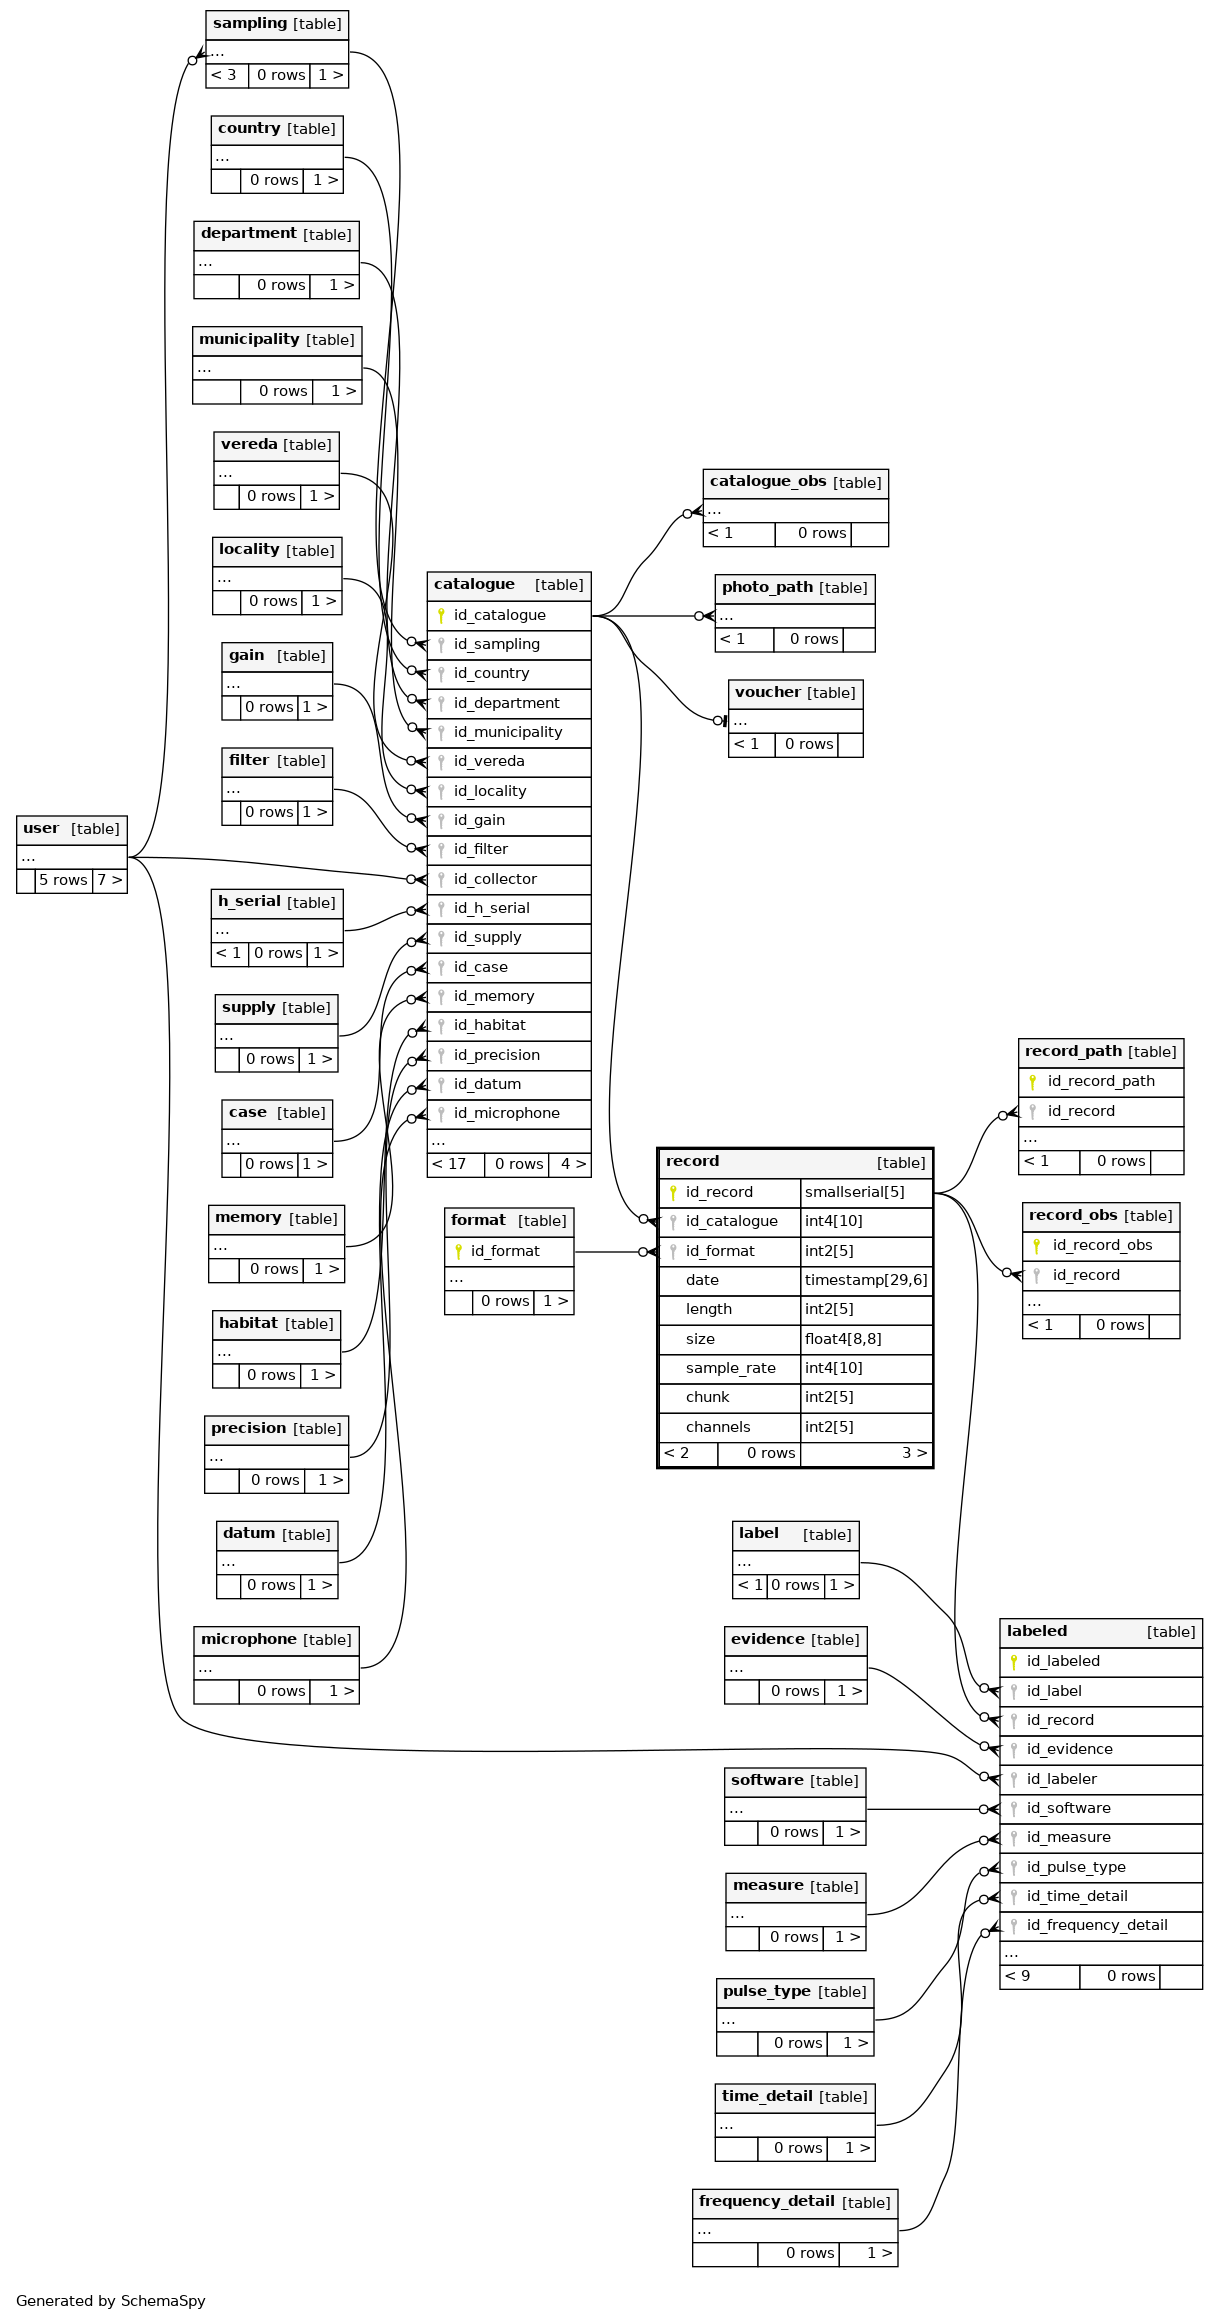 sampling [table]
...
< 3 0 rows 1 >
country [table]
...
0 rows 1 >
department [table]
...
0 rows 1 >
municipality [table]
...
0 rows 1 >
vereda [table]
...
0 rows 1 >
locality [table]
...
0 rows 1 >
gain [table]
...
0 rows 1 >
filter [table]
...
0 rows 1 >
user [table]
...
5 rows 7 >
h_serial [table]
...
< 1 0 rows 1 >
supply [table]
...
0 rows 1 >
case [table]
...
0 rows 1 >
memory [table]
...
0 rows 1 >
habitat [table]
...
0 rows 1 >
precision [table]
...
0 rows 1 >
datum [table]
...
0 rows 1 >
microphone [table]
...
0 rows 1 >
catalogue [table]
id_catalogue
id_sampling
id_country
id_department
id_municipality
id_vereda
id_locality
id_gain
id_filter
id_collector
id_h_serial
id_supply
id_case
id_memory
id_habitat
id_precision
id_datum
id_microphone
...
< 17 0 rows 4 >
format [table]
id_format
...
0 rows 1 >
catalogue_obs [table]
...
< 1 0 rows
photo_path [table]
...
< 1 0 rows
voucher [table]
...
< 1 0 rows
record [table]
id_record smallserial[5]
id_catalogue int4[10]
id_format int2[5]
date timestamp[29,6]
length int2[5]
size float4[8,8]
sample_rate int4[10]
chunk int2[5]
channels int2[5]
< 2 0 rows 3 >
record_path [table]
id_record_path
id_record
...
< 1 0 rows
record_obs [table]
id_record_obs
id_record
...
< 1 0 rows
label [table]
...
< 1 0 rows 1 >
evidence [table]
...
0 rows 1 >
software [table]
...
0 rows 1 >
measure [table]
...
0 rows 1 >
pulse_type [table]
...
0 rows 1 >
time_detail [table]
...
0 rows 1 >
frequency_detail [table]
...
0 rows 1 >
labeled [table]
id_labeled
id_label
id_record
id_evidence
id_labeler
id_software
id_measure
id_pulse_type
id_time_detail
id_frequency_detail
...
< 9 0 rows
Generated by SchemaSpy